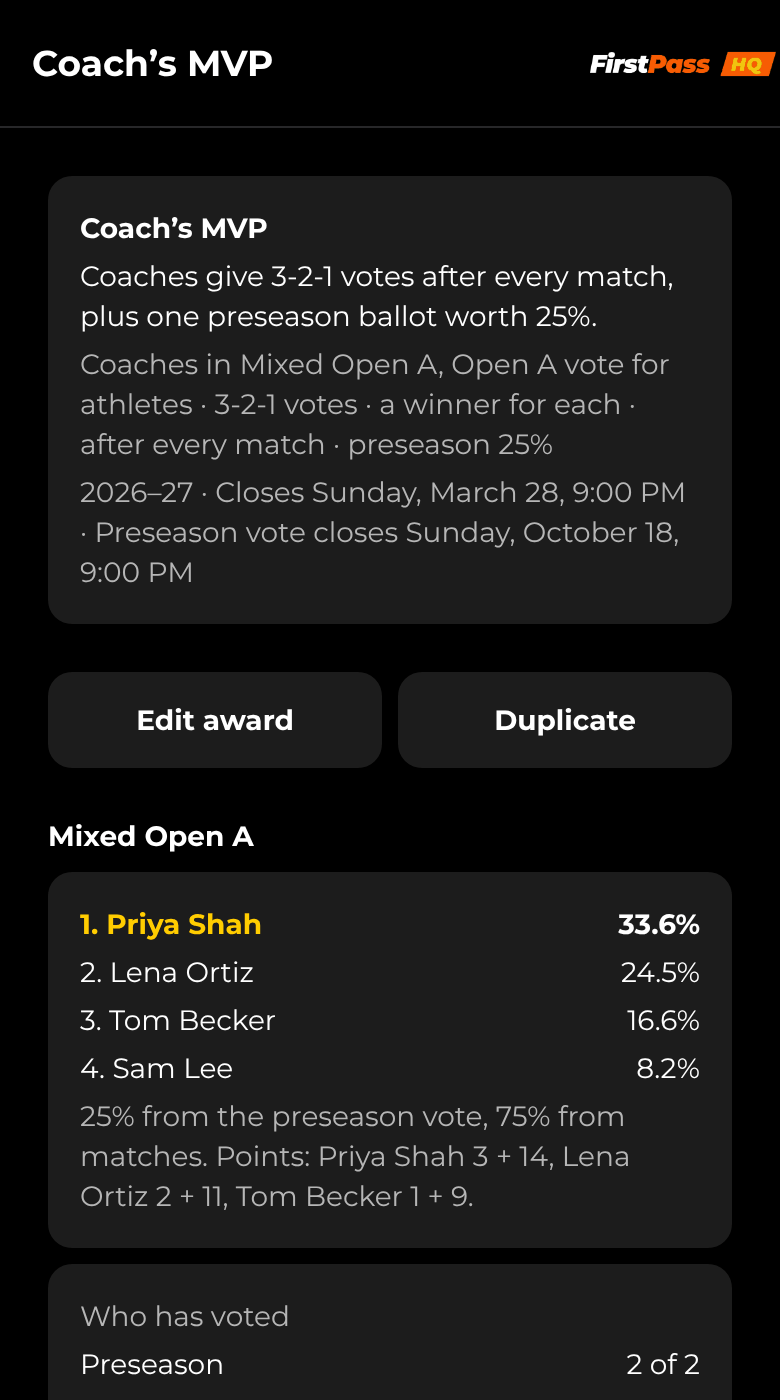 Coach’s MVP
FirstPass HQ
Coach’s MVP
Coaches give 3-2-1 votes after every match,
plus one preseason ballot worth 25%.
Coaches in Mixed Open A, Open A vote for
athletes · 3-2-1 votes · a winner for each ·
after every match · preseason 25%
2026–27 · Closes Sunday, March 28, 9:00 PM
· Preseason vote closes Sunday, October 18,
9:00 PM
Edit award
Duplicate
Mixed Open A
1. Priya Shah 33.6%
2. Lena Ortiz 24.5%
3. Tom Becker 16.6%
4. Sam Lee 8.2%
25% from the preseason vote, 75% from
matches. Points: Priya Shah 3 + 14, Lena
Ortiz 2 + 11, Tom Becker 1 + 9.
Who has voted
Preseason 2 of 2